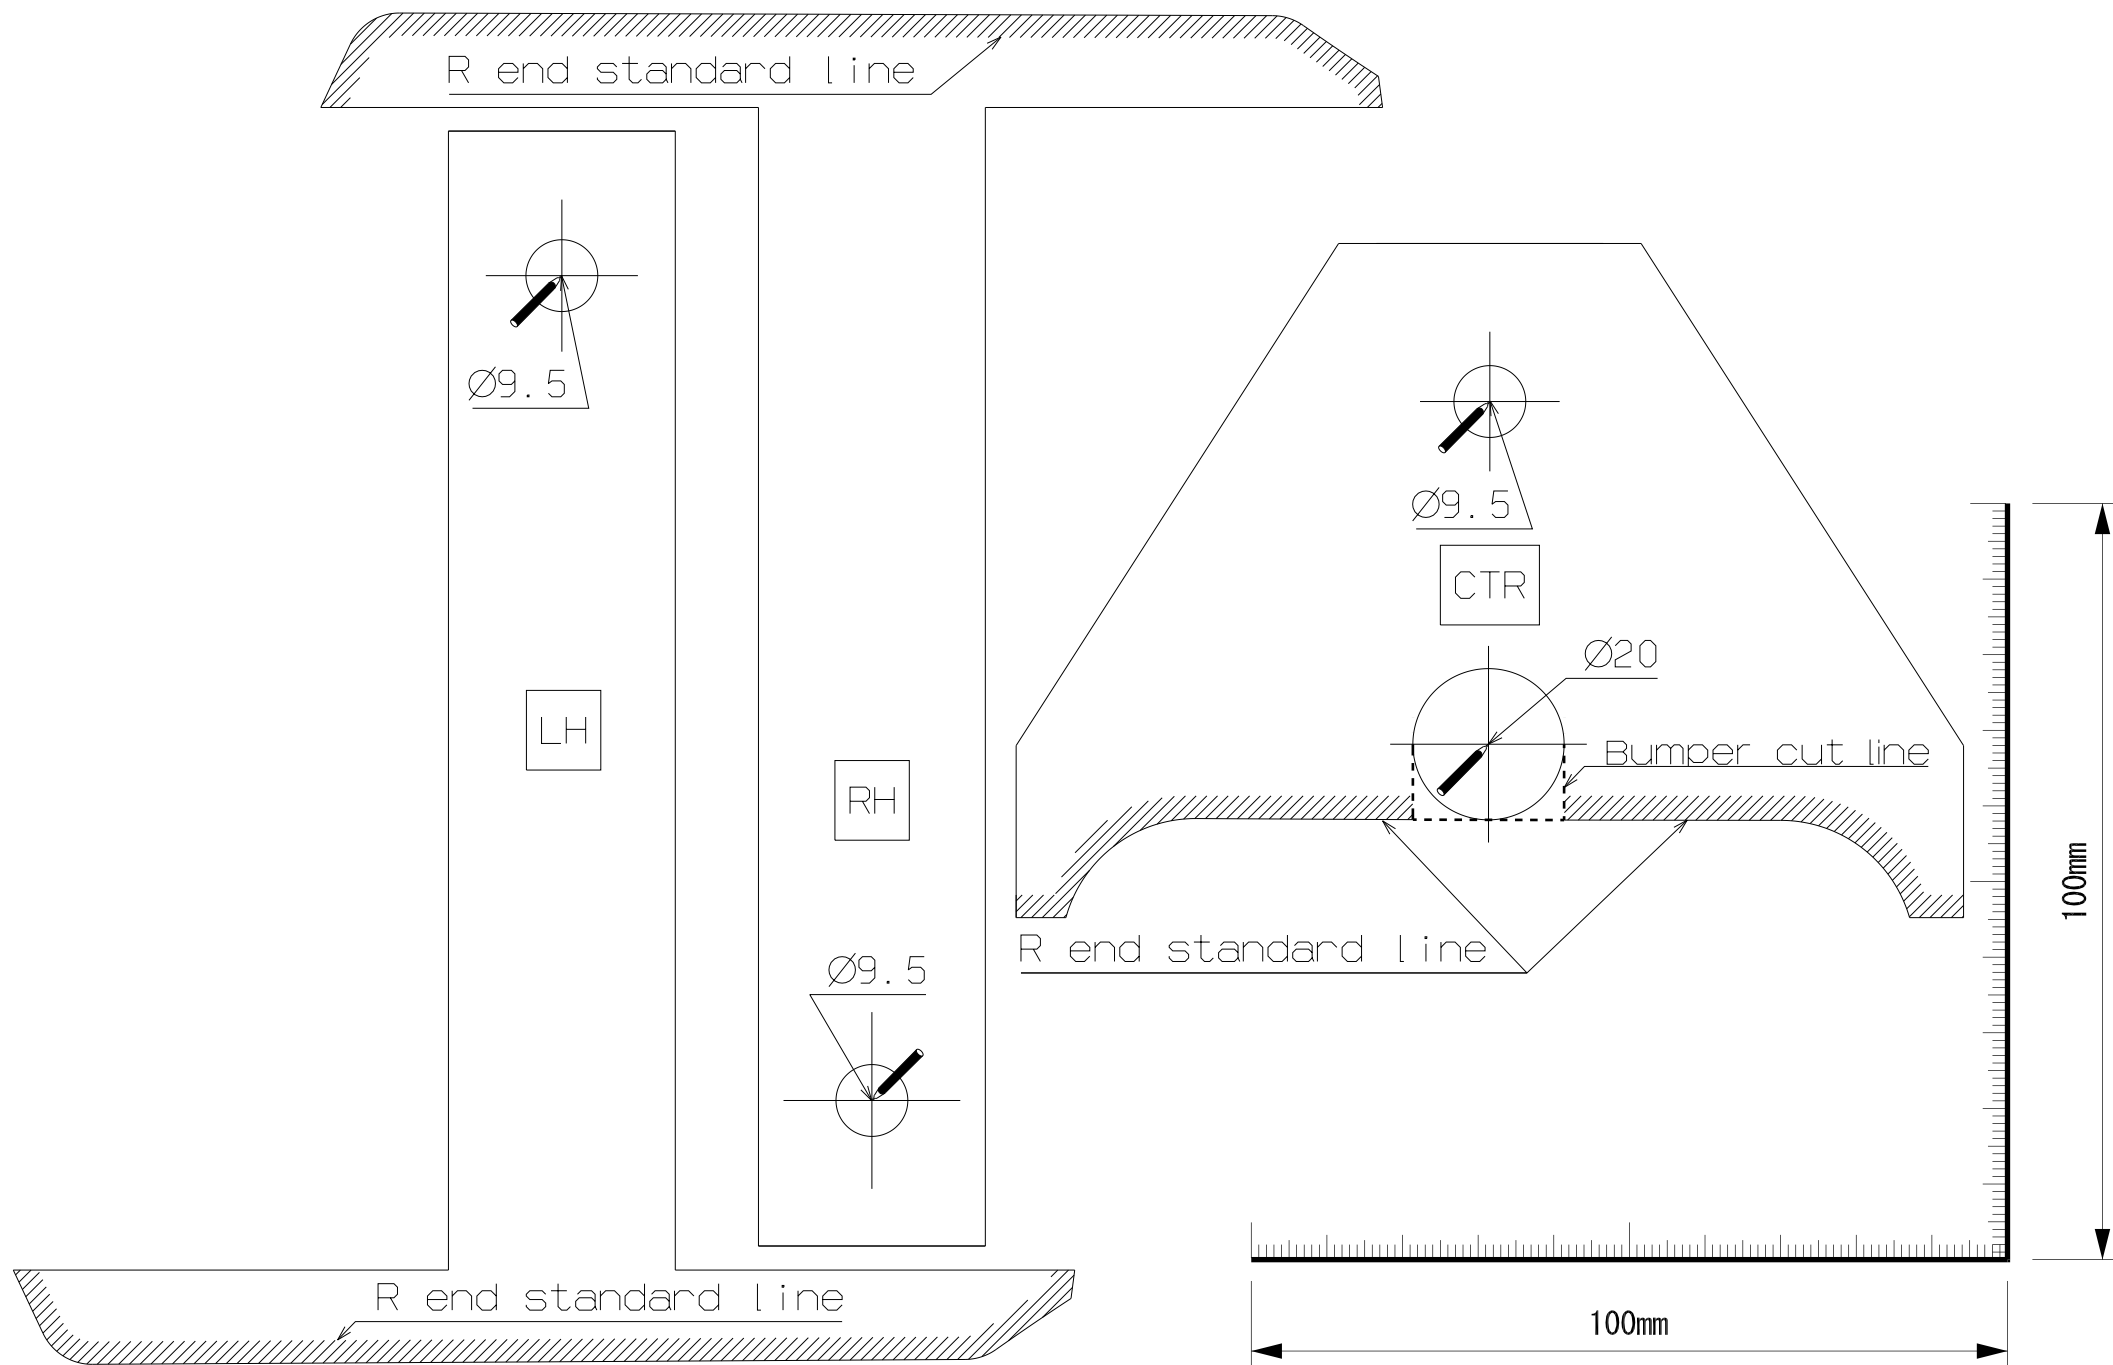 R end standard line
Ø9.5
Ø9.5
CTR
Ø20
LH
Bumper cut line
RH
100mm
R end standard line
Ø9.5
R end standard line
100mm